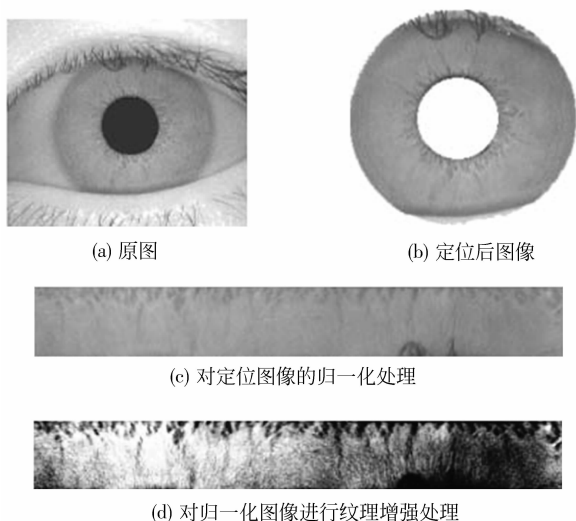 (a) 原图
(b) 定位后图像
(c) 对定位图像的归一化处理
(d) 对归一化图像进行纹理增强处理